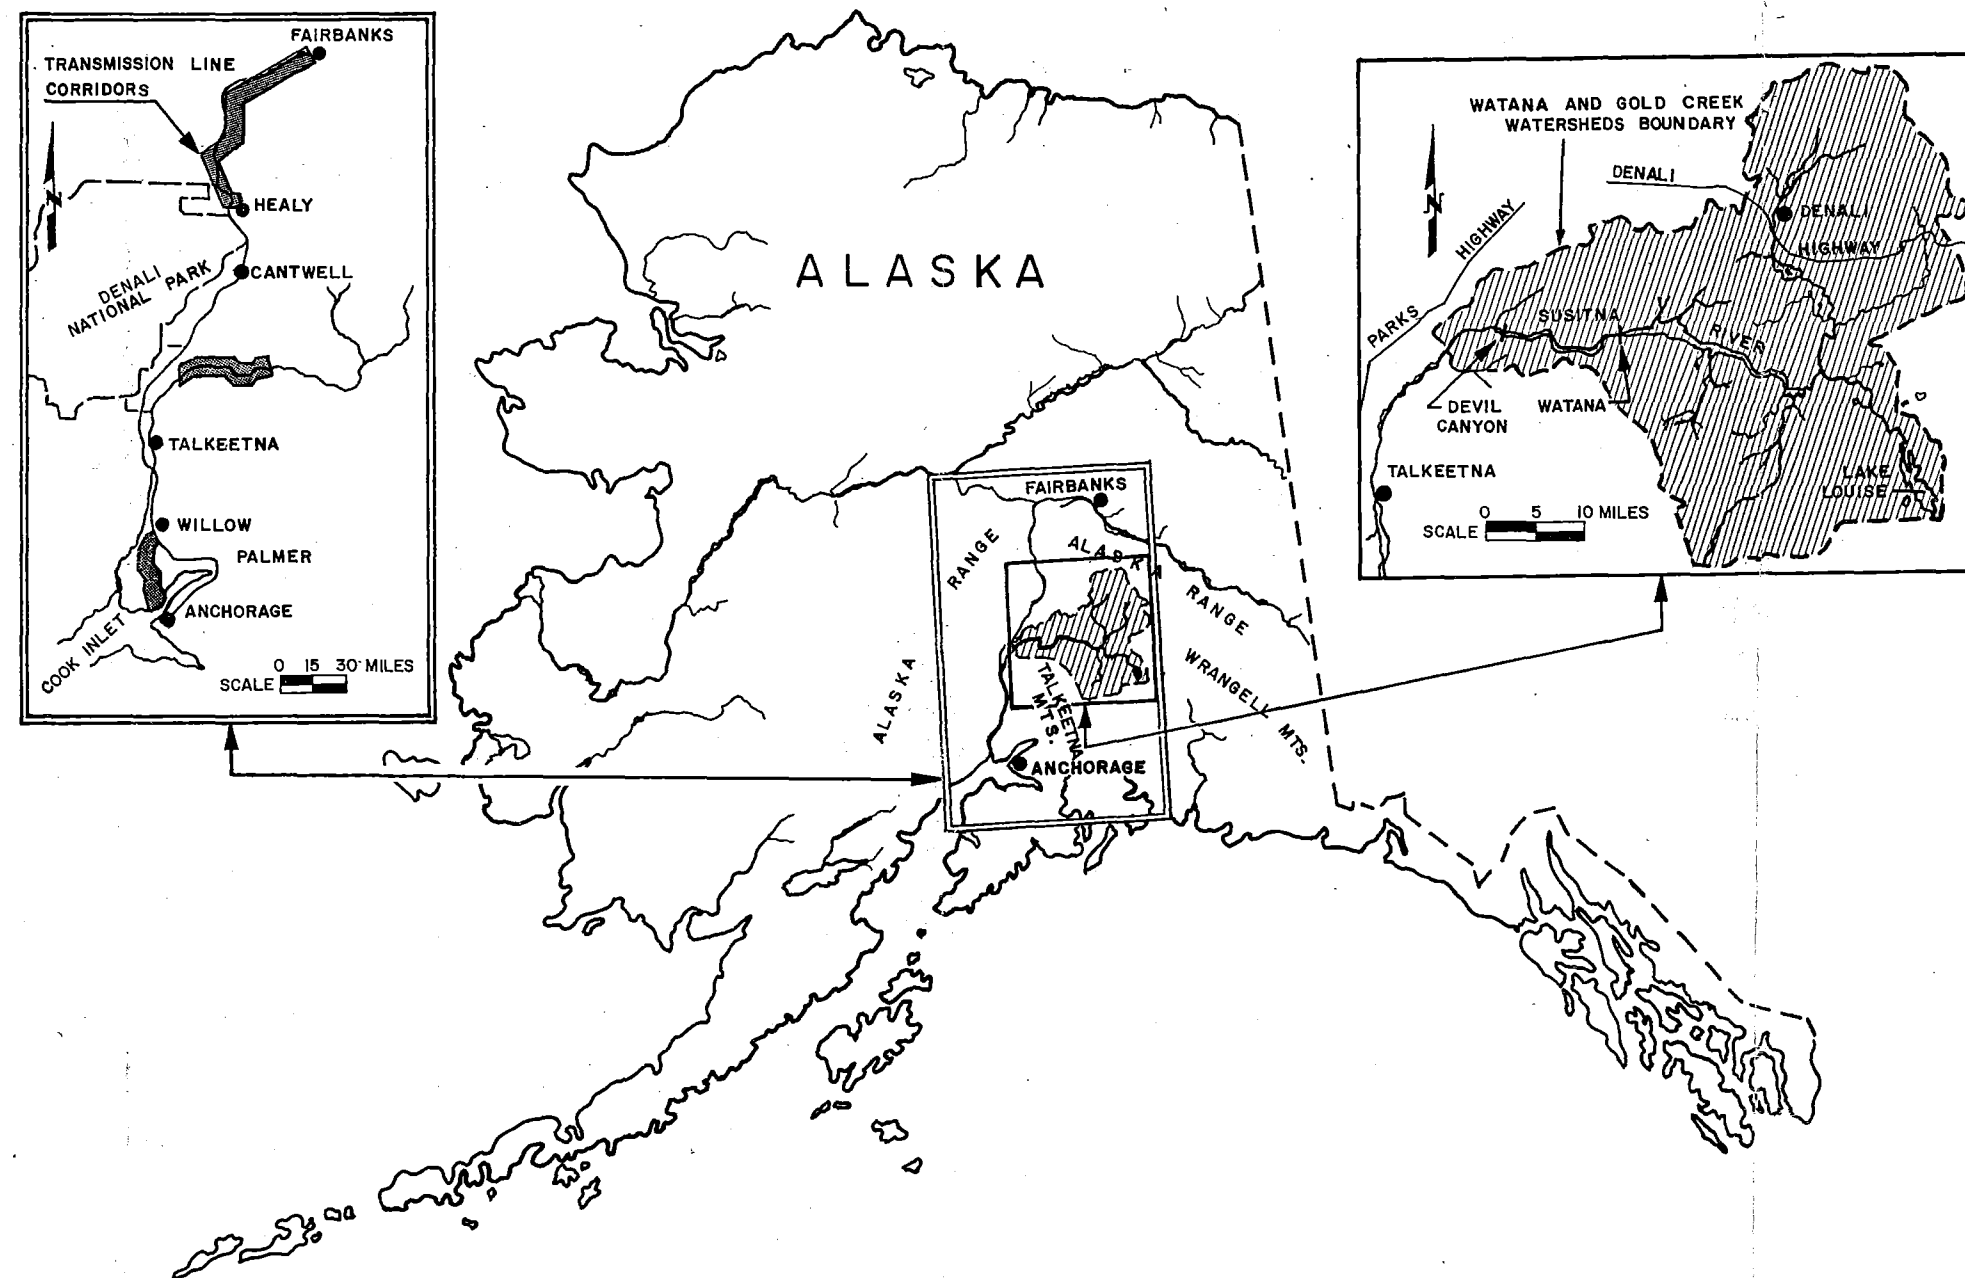 FAIRBANKS
TRANSMISSION LINE
CORRIDORS
N
HEALY
CANTWELL
DENALI
NATIONAL PARK
TALKEETNA
WILLOW
PALMER
ANCHORAGE
COOK INLET
0 15 30 MILES
SCALE
ALASKA
FAIRBANKS
RANGE
ALASKA
RANGE
ALASKA
WRANGELL MTS.
TALKEETNA
MTS.
ANCHORAGE
WATANA AND GOLD CREEK
WATERSHEDS BOUNDARY
DENALI
N
HIGHWAY
PARKS
DENALI
HIGHWAY
SUSITNA
RIVER
DEVIL
CANYON
WATANA
TALKEETNA
LAKE
LOUISE
0 5 10 MILES
SCALE